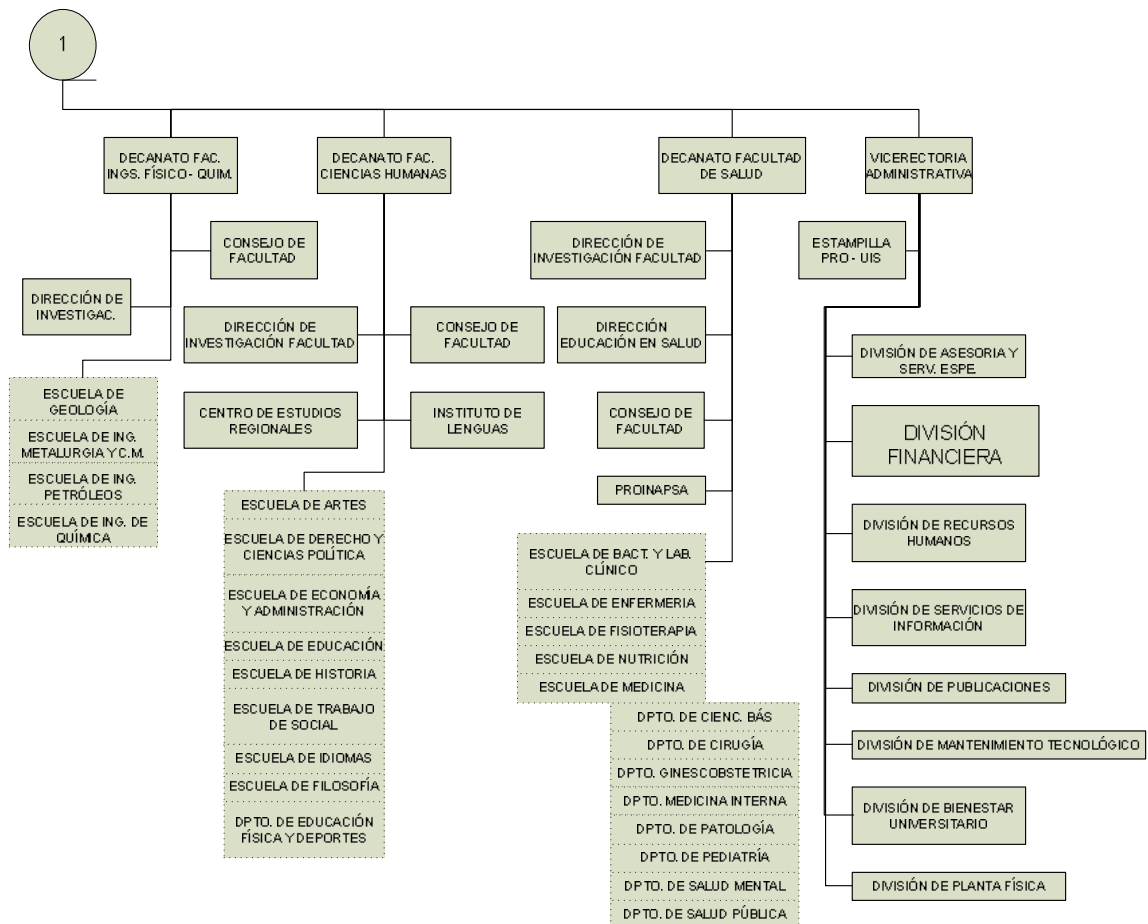 1
DECANATO FAC.
INGS. FÍSICO - QUIM.
DECANATO FAC.
CIENCIAS HUMANAS
DECANATO FACULTAD
DE SALUD
VICERECTORIA
ADMINISTRATIVA
CONSEJO DE
FACULTAD
DIRECCIÓN DE
INVESTIGAC.
ESCUELA DE
GEOLOGÍA
ESCUELA DE ING.
METALURGIA Y C.M.
ESCUELA DE ING.
PETRÓLEOS
ESCUELA DE ING. DE
QUÍMICA
DIRECCIÓN DE
INVESTIGACIÓN FACULTAD
CONSEJO DE
FACULTAD
CENTRO DE ESTUDIOS
REGIONALES
INSTITUTO DE
LENGUAS
ESCUELA DE ARTES
ESCUELA DE DERECHO Y
CIENCIAS POLÍTICA
ESCUELA DE ECONOMÍA
Y ADMINISTRACIÓN
ESCUELA DE EDUCACIÓN
ESCUELA DE HISTORIA
ESCUELA DE TRABAJO
DE SOCIAL
ESCUELA DE IDIOMAS
ESCUELA DE FILOSOFÍA
DPTO. DE EDUCACIÓN
FÍSICA Y DEPORTES
DIRECCIÓN DE
INVESTIGACIÓN FACULTAD
DIRECCIÓN
EDUCACIÓN EN SALUD
CONSEJO DE
FACULTAD
PROINAPSA
ESCUELA DE BACT. Y LAB.
CLÍNICO
ESCUELA DE ENFERMERIA
ESCUELA DE FISIOTERAPIA
ESCUELA DE NUTRICIÓN
ESCUELA DE MEDICINA
DPTO. DE CIENC. BÁS
DPTO. DE CIRUGÍA
DPTO. GINESCOBSTETRICIA
DPTO. MEDICINA INTERNA
DPTO. DE PATOLOGÍA
DPTO. DE PEDIATRÍA
DPTO. DE SALUD MENTAL
DPTO. DE SALUD PÚBLICA
ESTAMPILLA
PRO - UIS
DIVISIÓN DE ASESORIA Y
SERV. ESPE.
DIVISIÓN
FINANCIERA
DIVISIÓN DE RECURSOS
HUMANOS
DIVISIÓN DE SERVICIOS DE
INFORMACIÓN
DIVISIÓN DE PUBLICACIONES
DIVISIÓN DE MANTENIMIENTO TECNOLÓGICO
DIVISIÓN DE BIENESTAR
UNIVERSITARIO
DIVISIÓN DE PLANTA FÍSICA